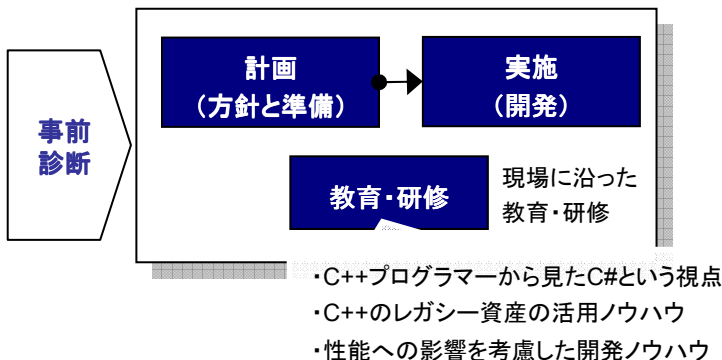 事前
診断
計画
（方針と準備）
実施
（開発）
教育・研修
現場に沿った
教育・研修
・C++プログラマーから見たC#という視点
・C++のレガシー資産の活用ノウハウ
・性能への影響を考慮した開発ノウハウ